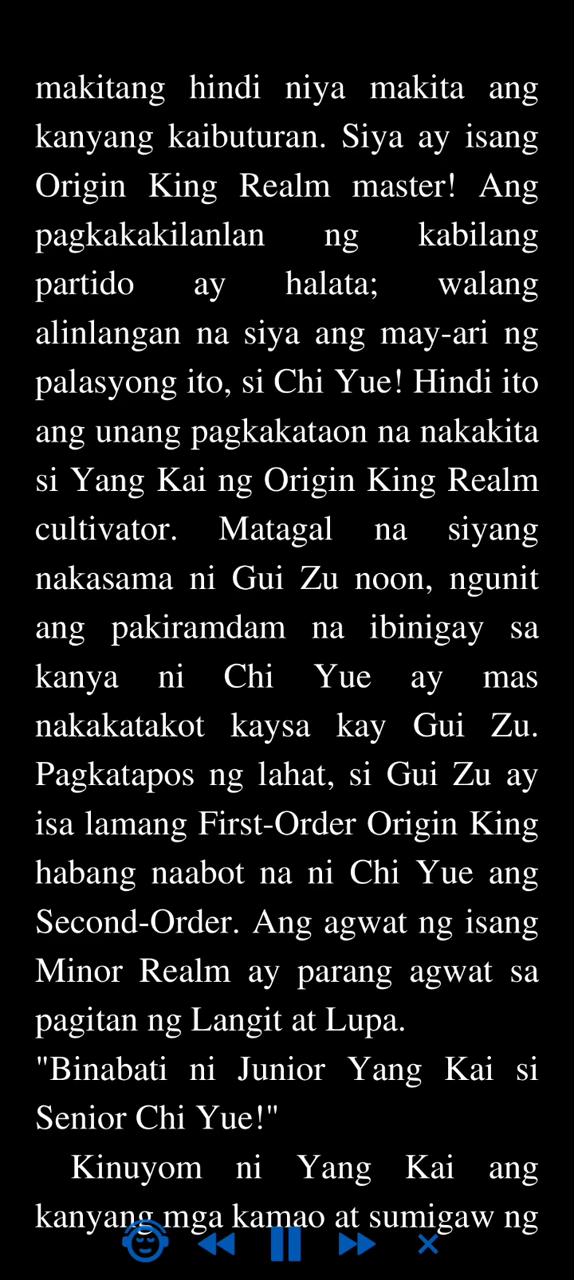 makitang hindi niya makita ang
kanyang kaibuturan. Siya ay isang
Origin King Realm master! Ang
pagkakakilanlan ng kabilang
partido ay halata; walang
alinlangan na siya ang may-ari ng
palasyong ito, si Chi Yue! Hindi ito
ang unang pagkakataon na nakakita
si Yang Kai ng Origin King Realm
cultivator. Matagal na siyang
nakasama ni Gui Zu noon, ngunit
ang pakiramdam na ibinigay sa
kanya ni Chi Yue ay mas
nakakatakot kaysa kay Gui Zu.
Pagkatapos ng lahat, si Gui Zu ay
isa lamang First-Order Origin King
habang naabot na ni Chi Yue ang
Second-Order. Ang agwat ng isang
Minor Realm ay parang agwat sa
pagitan ng Langit at Lupa.
"Binabati ni Junior Yang Kai si
Senior Chi Yue!"
Kinuyom ni Yang Kai ang
kanyang mga kamao at sumigaw ng